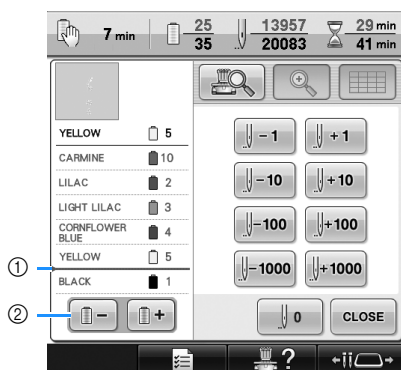 7 min
25
35
13957
20083
29 min
41 min
YELLOW 5
CARMINE 10
LILAC 2
LIGHT LILAC 3
CORNFLOWER
BLUE 4
YELLOW 5
BLACK 1
①
②
−
+
−1
+1
−10
+10
−100
+100
−1000
+1000
0
CLOSE
?